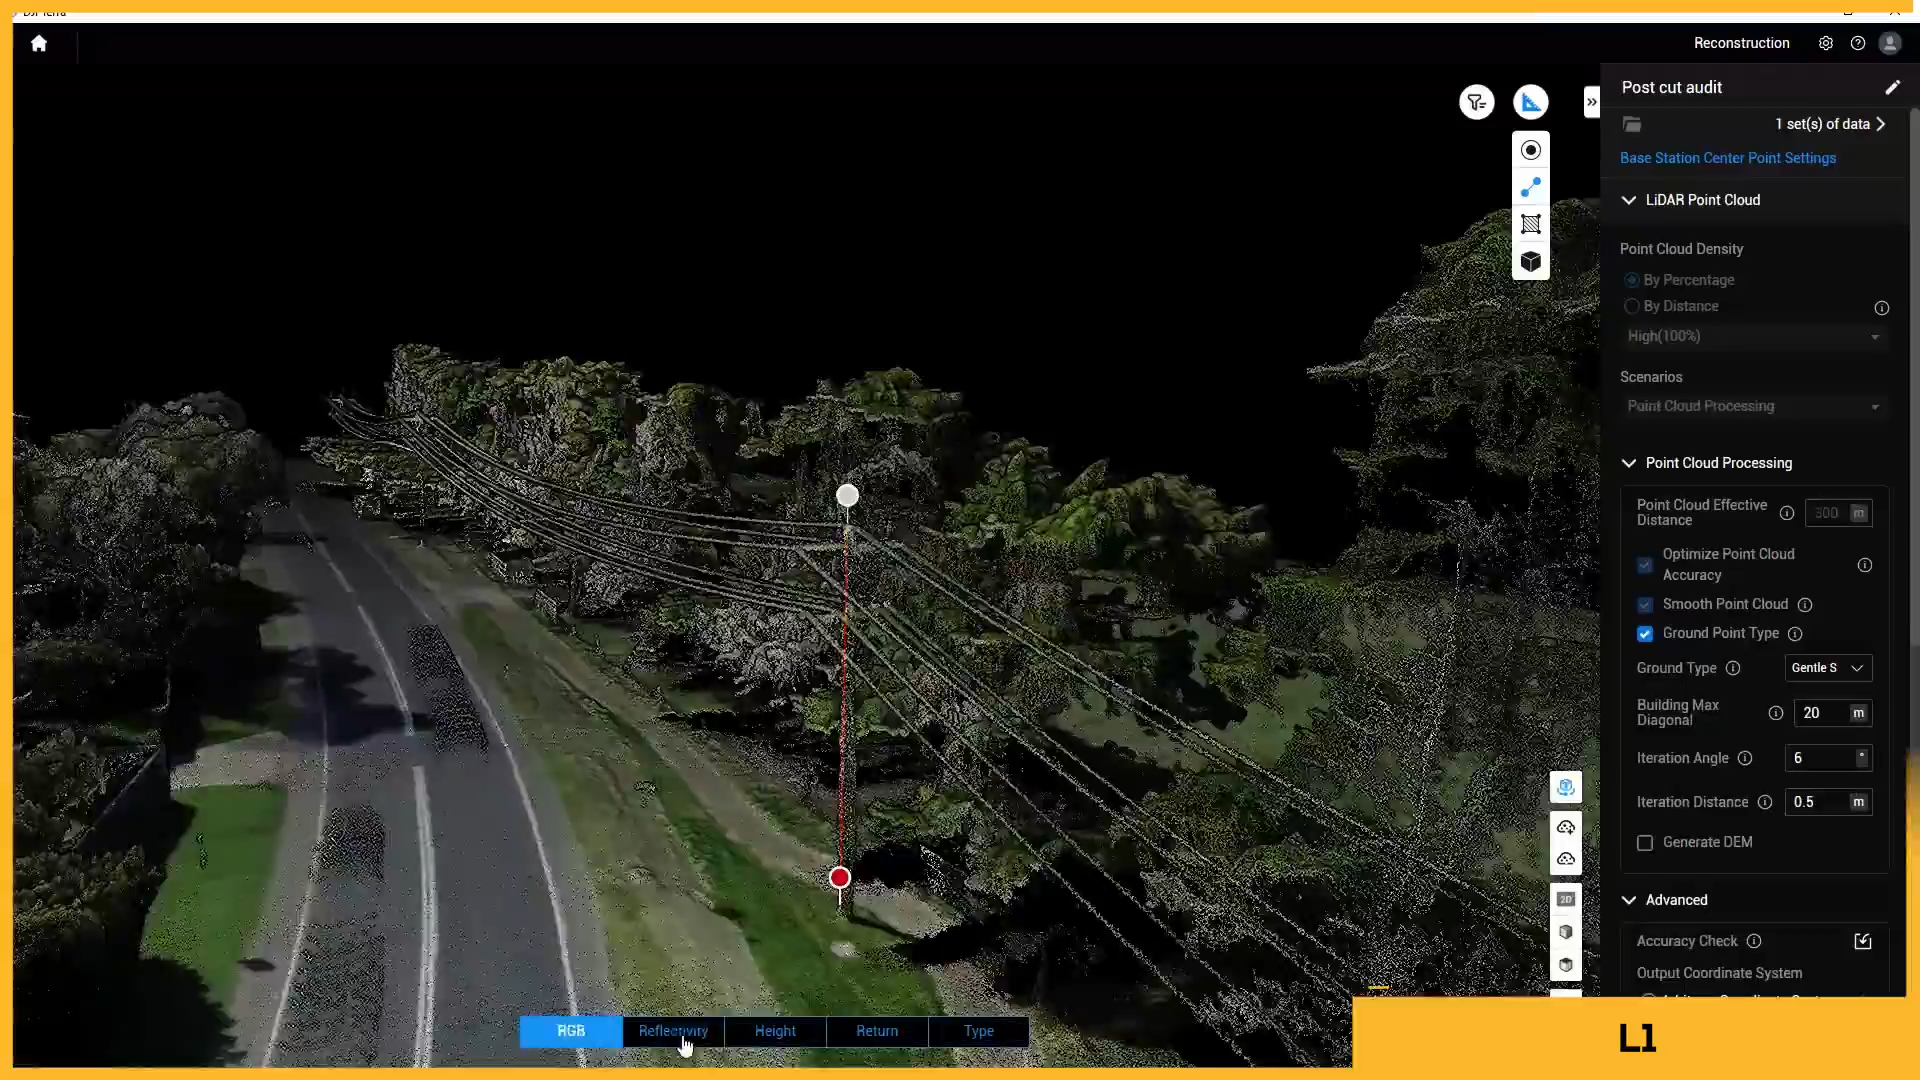 DJI Terra
Reconstruction
Post cut audit
1 set(s) of data
Base Station Center Point Settings
LiDAR Point Cloud
Point Cloud Density
By Percentage
By Distance
High(100%)
Scenarios
Point Cloud Processing
Point Cloud Processing
Point Cloud Effective
Distance
300 m
Optimize Point Cloud
Accuracy
Smooth Point Cloud
Ground Point Type
Ground Type
Gentle S
Building Max
Diagonal
20 m
Iteration Angle
6 °
Iteration Distance
0.5 m
Generate DEM
2D
Advanced
Accuracy Check
Output Coordinate System
RGB Reflectivity Height Return Type
L1